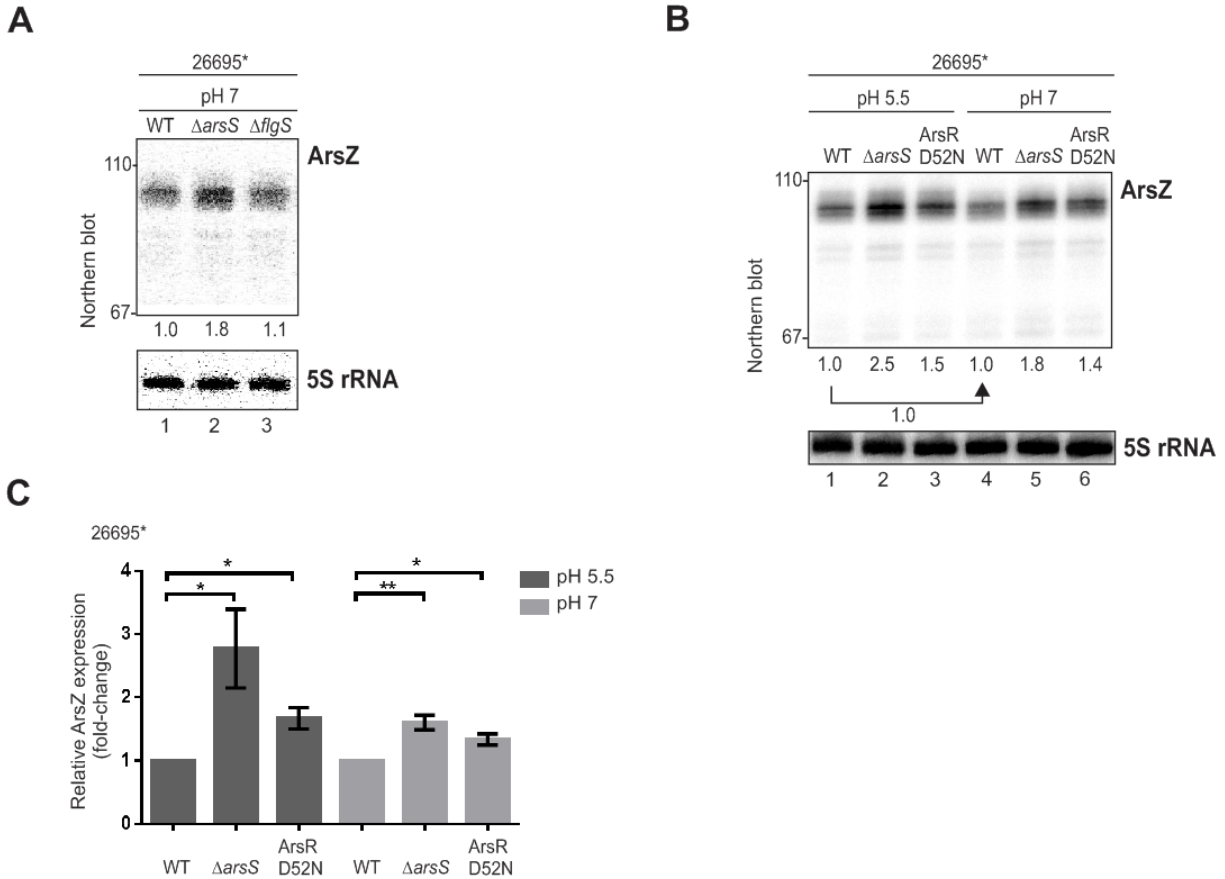 A
26695*
pH 7
WT ΔarsS ΔflgS
110
ArsZ
Northern blot
67
1.0 1.8 1.1
5S rRNA
1 2 3
B
26695*
pH 5.5 pH 7
WT ΔarsS ArsR D52N WT ΔarsS ArsR D52N
110
ArsZ
Northern blot
67
1.0 2.5 1.5 1.0 1.8 1.4
1.0
5S rRNA
1 2 3 4 5 6
C
26695*
Relative ArsZ expression
(fold-change)
4
3
2
1
0
* * ** *
pH 5.5
pH 7
WT ΔarsS ArsR D52N WT ΔarsS ArsR D52N